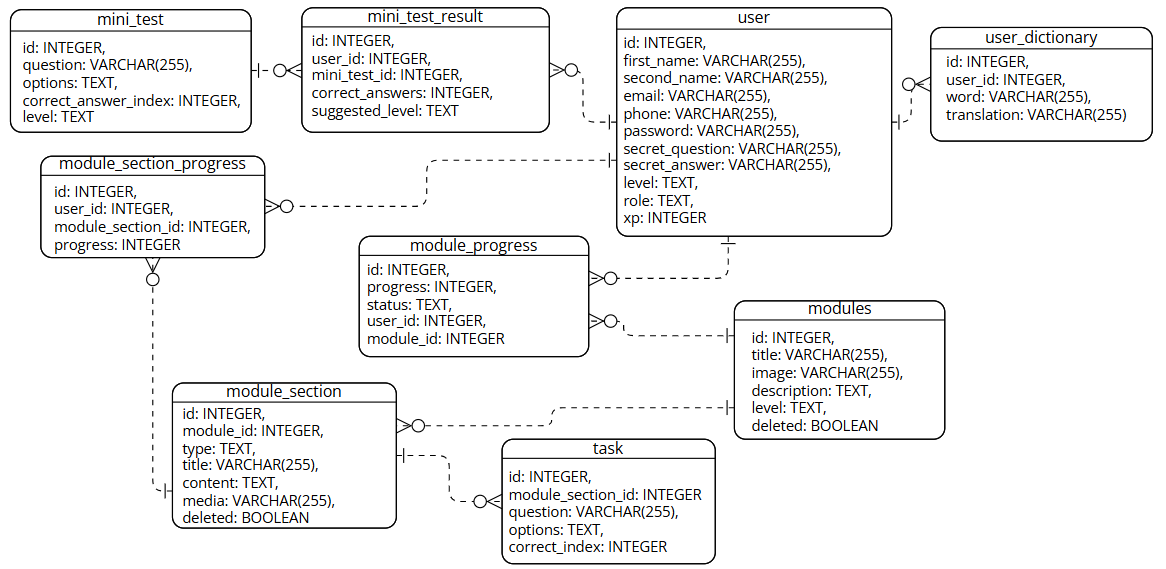 mini_test
id: INTEGER,
question: VARCHAR(255),
options: TEXT,
correct_answer_index: INTEGER,
level: TEXT
mini_test_result
id: INTEGER,
user_id: INTEGER,
mini_test_id: INTEGER,
correct_answers: INTEGER,
suggested_level: TEXT
user
id: INTEGER,
first_name: VARCHAR(255),
second_name: VARCHAR(255),
email: VARCHAR(255),
phone: VARCHAR(255),
password: VARCHAR(255),
secret_question: VARCHAR(255),
secret_answer: VARCHAR(255),
level: TEXT,
role: TEXT,
xp: INTEGER
user_dictionary
id: INTEGER,
user_id: INTEGER,
word: VARCHAR(255),
translation: VARCHAR(255)
module_section_progress
id: INTEGER,
user_id: INTEGER,
module_section_id: INTEGER,
progress: INTEGER
module_progress
id: INTEGER,
progress: INTEGER,
status: TEXT,
user_id: INTEGER,
module_id: INTEGER
modules
id: INTEGER,
title: VARCHAR(255),
image: VARCHAR(255),
description: TEXT,
level: TEXT,
deleted: BOOLEAN
module_section
id: INTEGER,
module_id: INTEGER,
type: TEXT,
title: VARCHAR(255),
content: TEXT,
media: VARCHAR(255),
deleted: BOOLEAN
task
id: INTEGER,
module_section_id: INTEGER
question: VARCHAR(255),
options: TEXT,
correct_index: INTEGER